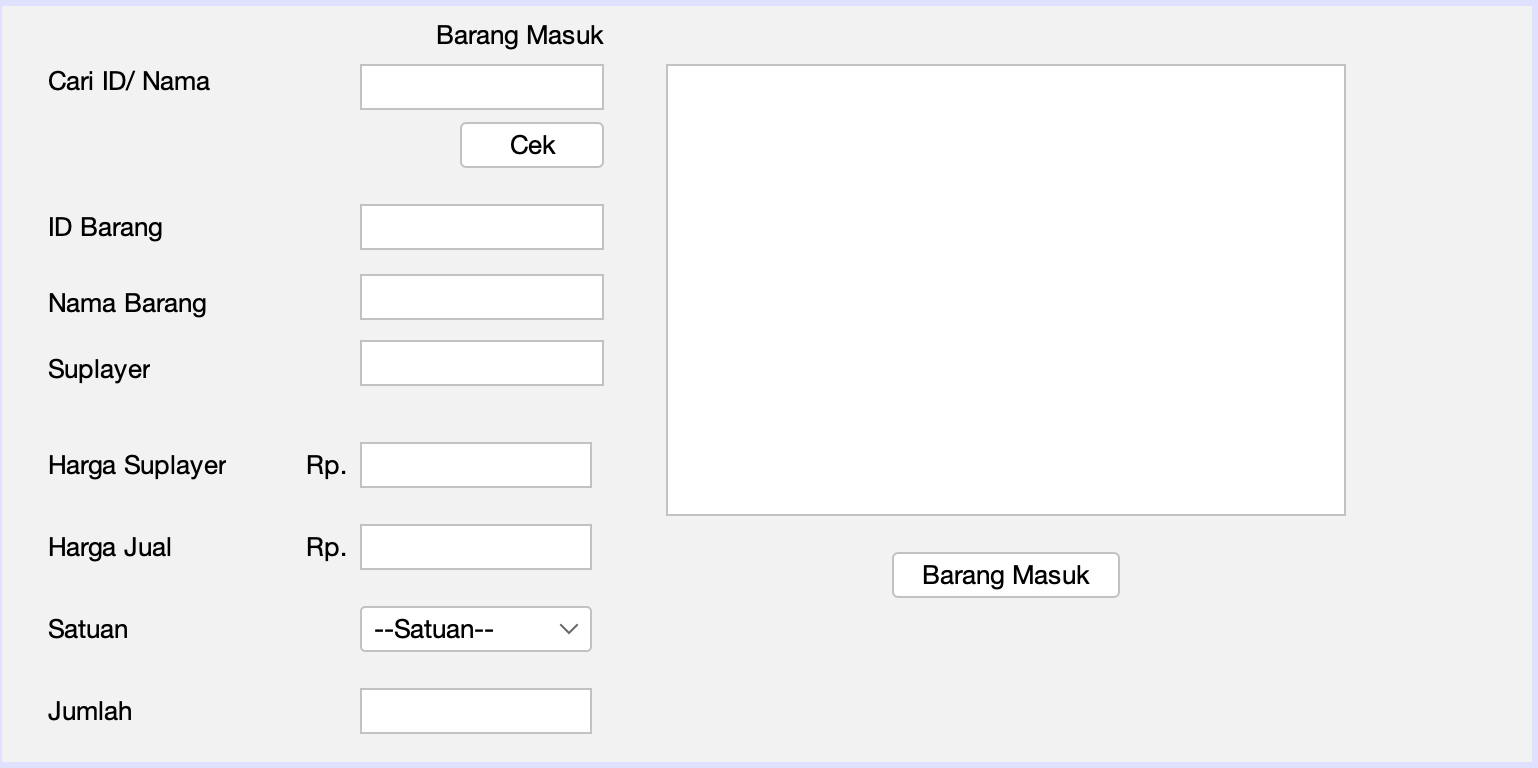 Barang Masuk
Cari ID/ Nama
Cek
ID Barang
Nama Barang
Suplayer
Harga Suplayer Rp.
Harga Jual Rp.
Satuan --Satuan--
Jumlah
Barang Masuk